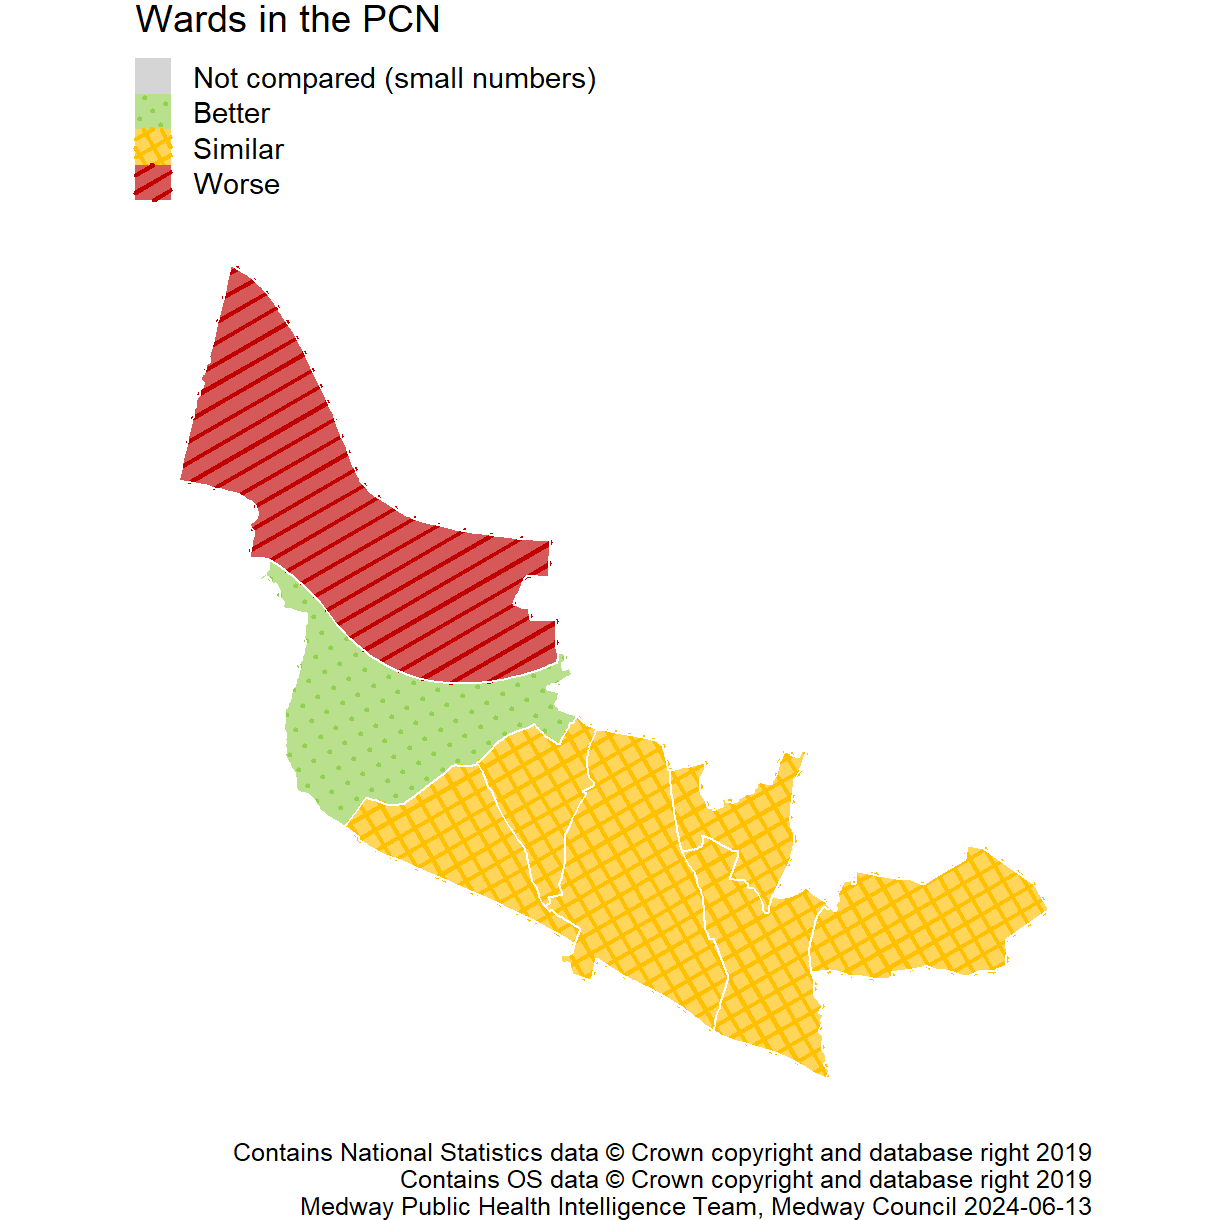 Wards in the PCN
Not compared (small numbers)
Better
Similar
Worse
Contains National Statistics data © Crown copyright and database right 2019
Contains OS data © Crown copyright and database right 2019
Medway Public Health Intelligence Team, Medway Council 2024-06-13